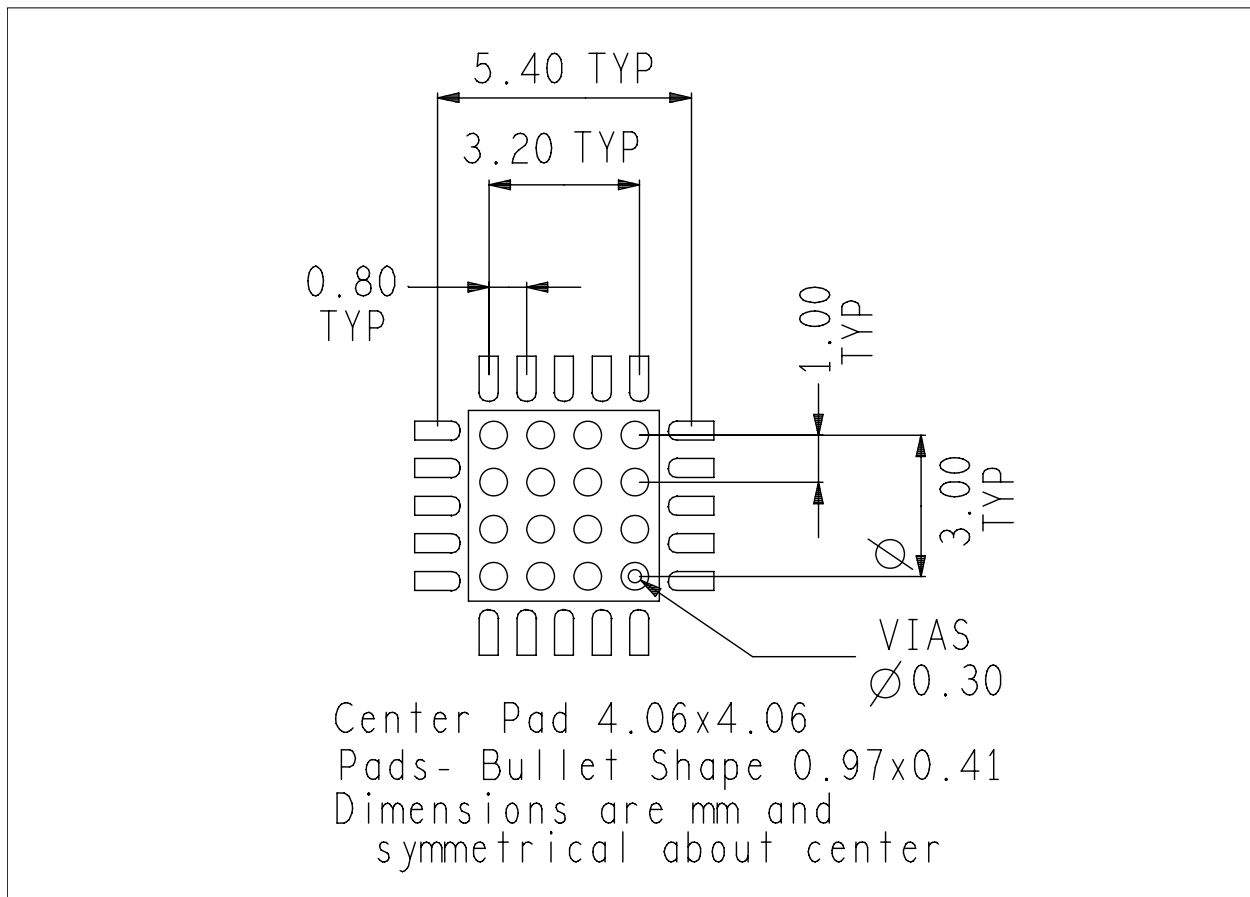 5.40 TYP
3.20 TYP
0.80
TYP
1.00
TYP
3.00
TYP
Ø
VIAS
Ø0.30
Center Pad 4.06x4.06
Pads- Bullet Shape 0.97x0.41
Dimensions are mm and
symmetrical about center